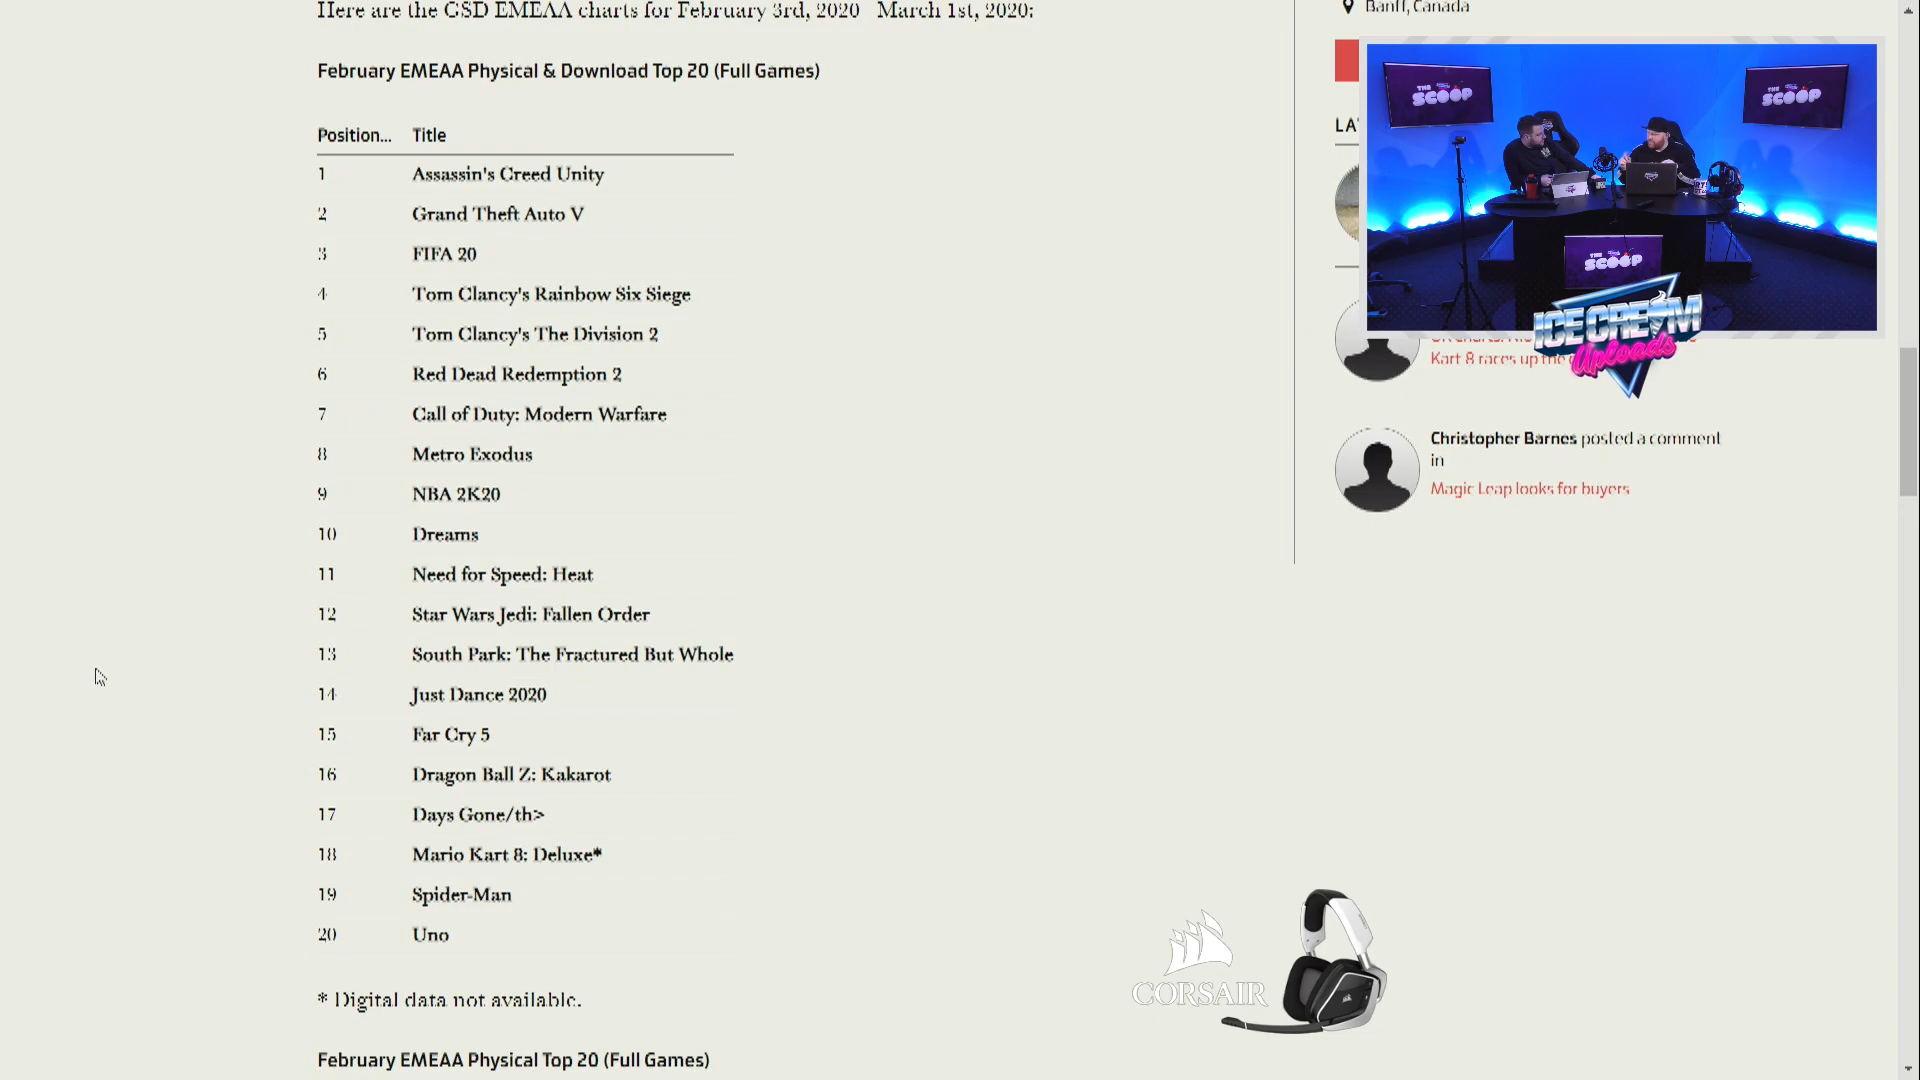 Here are the GSD EMEAA charts for February 3rd, 2020 March 1st, 2020:
February EMEAA Physical & Download Top 20 (Full Games)
Position... Title
1 Assassin's Creed Unity
2 Grand Theft Auto V
3 FIFA 20
4 Tom Clancy's Rainbow Six Siege
5 Tom Clancy's The Division 2
6 Red Dead Redemption 2
7 Call of Duty: Modern Warfare
8 Metro Exodus
9 NBA 2K20
10 Dreams
11 Need for Speed: Heat
12 Star Wars Jedi: Fallen Order
13 South Park: The Fractured But Whole
14 Just Dance 2020
15 Far Cry 5
16 Dragon Ball Z: Kakarot
17 Days Gone/th>
18 Mario Kart 8: Deluxe*
19 Spider-Man
20 Uno
* Digital data not available.
February EMEAA Physical Top 20 (Full Games)
Banff, Canada
THE SCOOP
THE SCOOP
THE SCOOP
ICE CREAM
Uploads
Kart 8 races up the
Christopher Barnes posted a comment
in
Magic Leap looks for buyers
CORSAIR